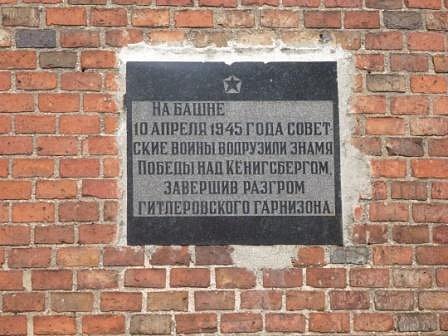 НА БАШНЕ
10 АПРЕЛЯ 1945 ГОДА СОВЕТ-
СКИЕ ВОИНЫ ВОДРУЗИЛИ ЗНАМЯ
ПОБЕДЫ НАД КЕНИГСБЕРГОМ,
ЗАВЕРШИВ РАЗГРОМ
ГИТЛЕРОВСКОГО ГАРНИЗОНА